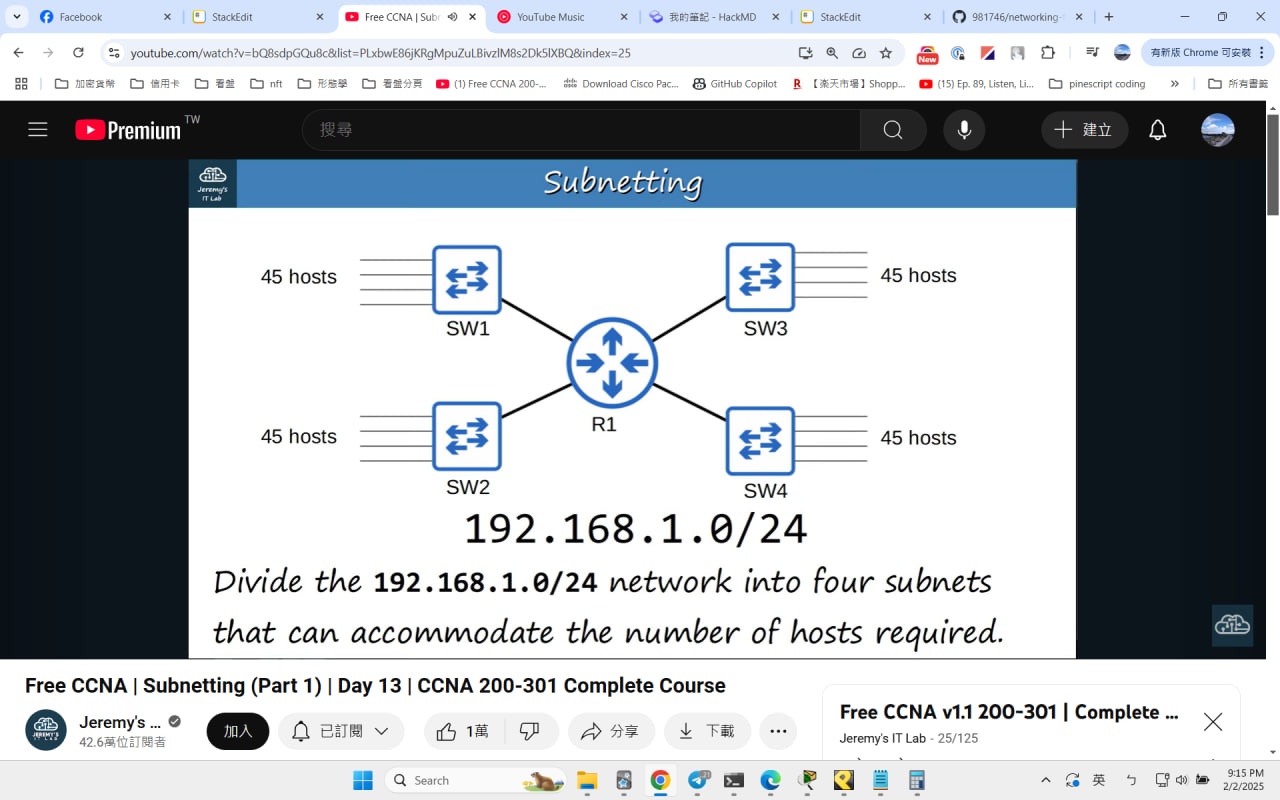 Facebook
StackEdit
Free CCNA | Sub
YouTube Music
我的筆記 - HackMD
StackEdit
981746/networking-
youtube.com/watch?v=bQ8sdpGQu8c&list=PLxbwE86jKRgMpuZuLBivzlM8s2Dk5lXBQ&index=25
New
有新版 Chrome 可安裝
加密貨幣
信用卡
看盤
nft
形態學
看盤分頁
(1) Free CCNA 200-...
Download Cisco Pac...
GitHub Copilot
R
【楽天市場】Shopp...
(15) Ep. 89, Listen, Li...
pinescript coding
»
所有書籤
Premium TW
搜尋
建立
Jeremy's
IT Lab
Subnetting
45 hosts
SW1
SW3
45 hosts
R1
45 hosts
SW2
SW4
45 hosts
192.168.1.0/24
Divide the 192.168.1.0/24 network into four subnets
that can accommodate the number of hosts required.
Free CCNA | Subnetting (Part 1) | Day 13 | CCNA 200-301 Complete Course
JEREMY'S
IT LAB
Jeremy's ...
42.6萬位訂閱者
加入
已訂閱
1萬
分享
下載
Free CCNA v1.1 200-301 | Complete ...
Jeremy's IT Lab - 25/125
Search
英
ㄅ
9:15 PM
2/2/2025